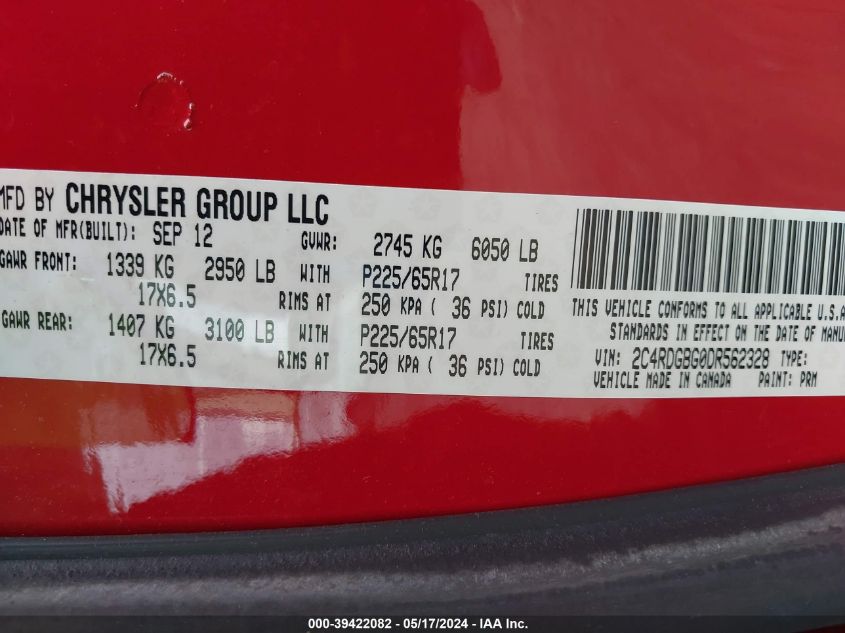 MFD BY CHRYSLER GROUP LLC
DATE OF MFR(BUILT): SEP 12 GVWR: 2745 KG 6050 LB
GAWR FRONT: 1339 KG 2950 LB WITH P225/65R17 TIRES
17X6.5 RIMS AT 250 KPA ( 36 PSI) COLD
GAWR REAR: 1407 KG 3100 LB WITH P225/65R17 TIRES
17X6.5 RIMS AT 250 KPA ( 36 PSI) COLD
THIS VEHICLE CONFORMS TO ALL APPLICABLE U.S.A
STANDARDS IN EFFECT ON THE DATE OF MANU
VIN: 2C4RDGBG0DR562328 TYPE:
VEHICLE MADE IN CANADA PAINT: PRM
000-39422082 - 05/17/2024 - IAA Inc.